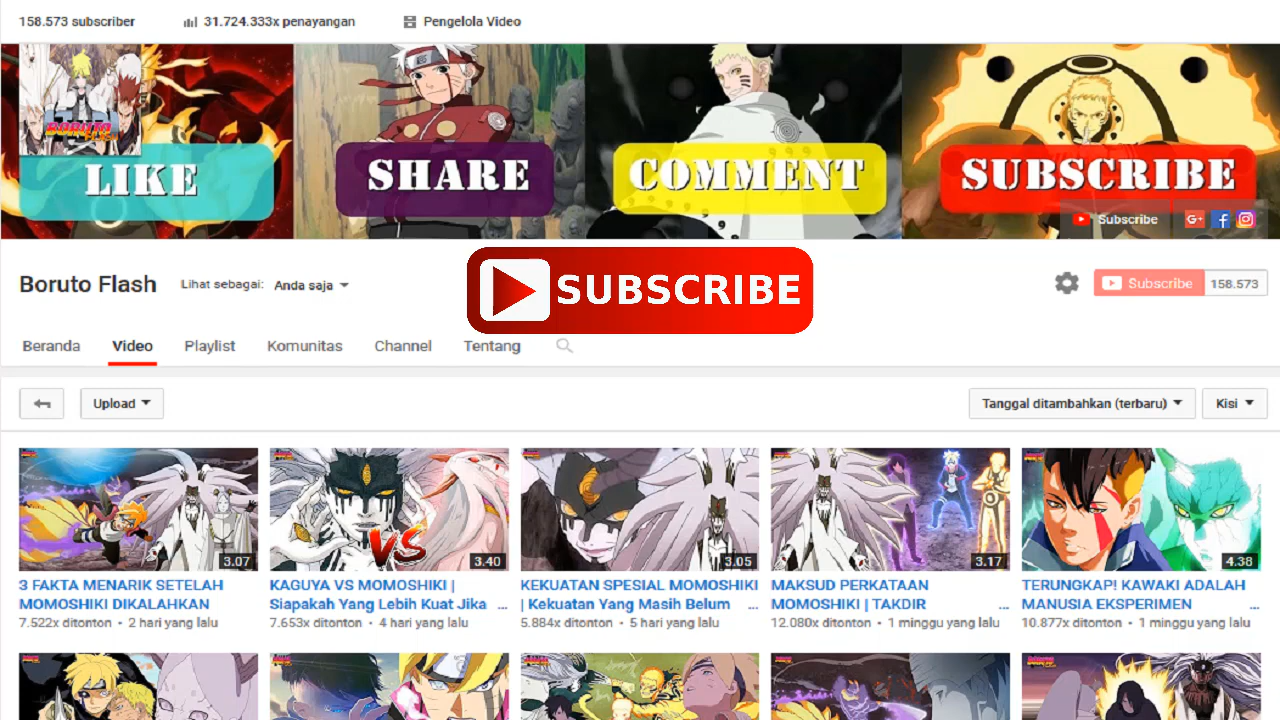 158.573 subscriber 31.724.333x penayangan Pengelola Video
LIKE SHARE COMMENT SUBSCRIBE
Subscribe
SUBSCRIBE
Boruto Flash Lihat sebagai: Anda saja Subscribe 158.573
Beranda Video Playlist Komunitas Channel Tentang
Upload Tanggal ditambahkan (terbaru) Kisi
3.07 3.40 VS 3.05 3.17 4.38
3 FAKTA MENARIK SETELAH
MOMOSHIKI DIKALAHKAN
7.522x ditonton • 2 hari yang lalu
KAGUYA VS MOMOSHIKI |
Siapakah Yang Lebih Kuat Jika ...
7.653x ditonton • 4 hari yang lalu
KEKUATAN SPESIAL MOMOSHIKI
| Kekuatan Yang Masih Belum ...
5.884x ditonton • 5 hari yang lalu
MAKSUD PERKATAAN
MOMOSHIKI | TAKDIR ...
12.080x ditonton • 1 minggu yang lalu
TERUNGKAP! KAWAKI ADALAH
MANUSIA EKSPERIMEN ...
10.877x ditonton • 1 minggu yang lalu